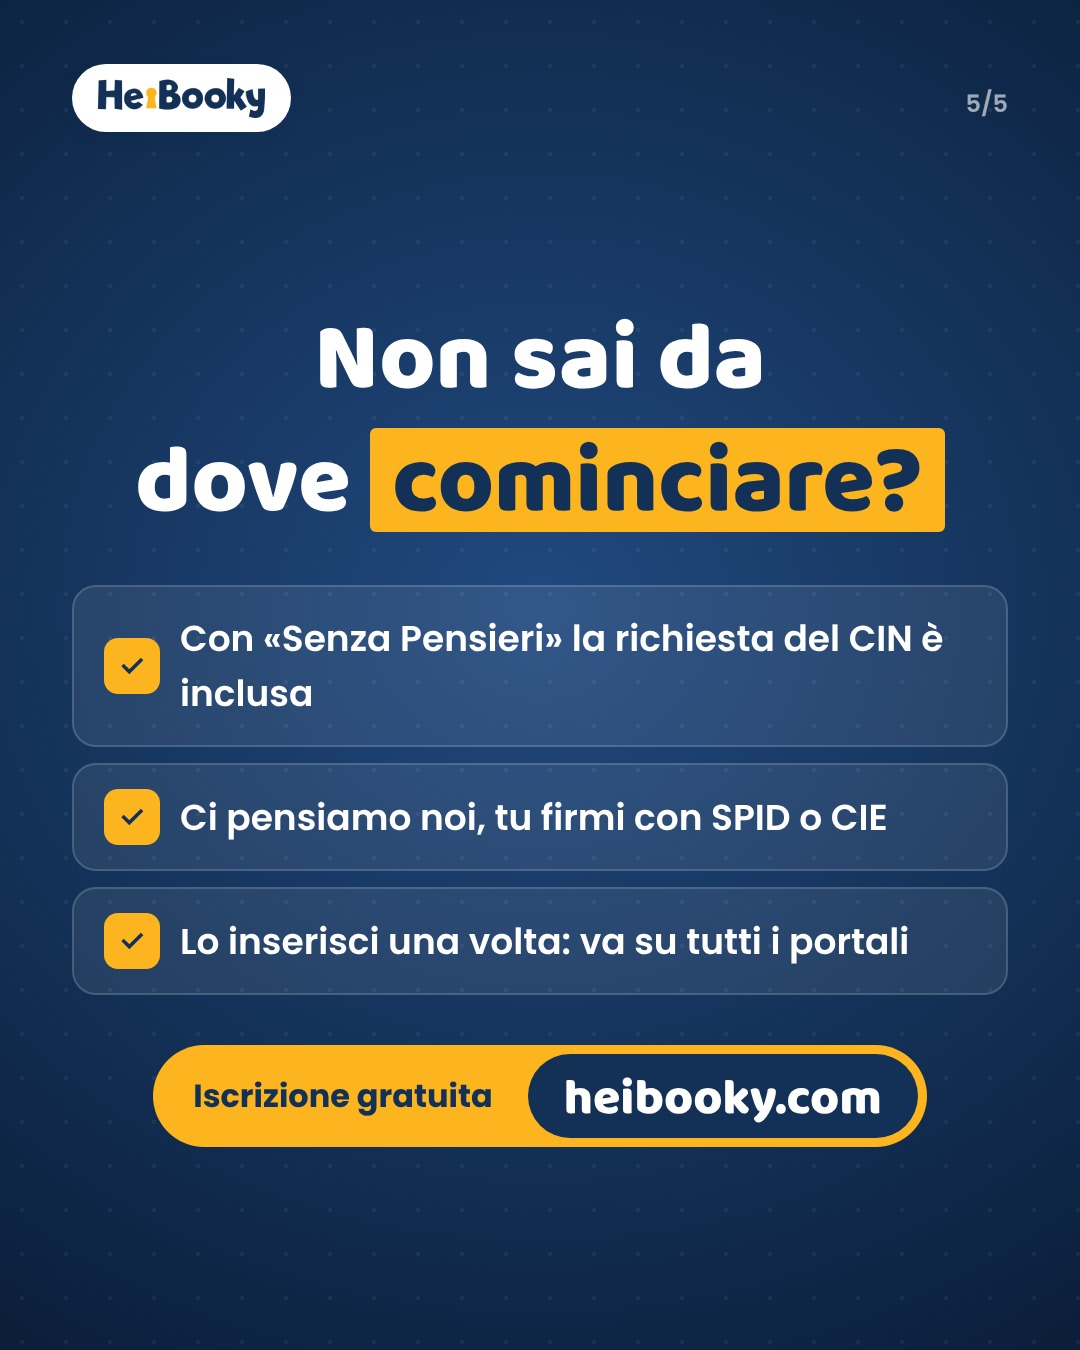 HeiBooky
5/5
Non sai da
dove cominciare?
Con «Senza Pensieri» la richiesta del CIN è
inclusa
Ci pensiamo noi, tu firmi con SPID o CIE
Lo inserisci una volta: va su tutti i portali
Iscrizione gratuita heibooky.com